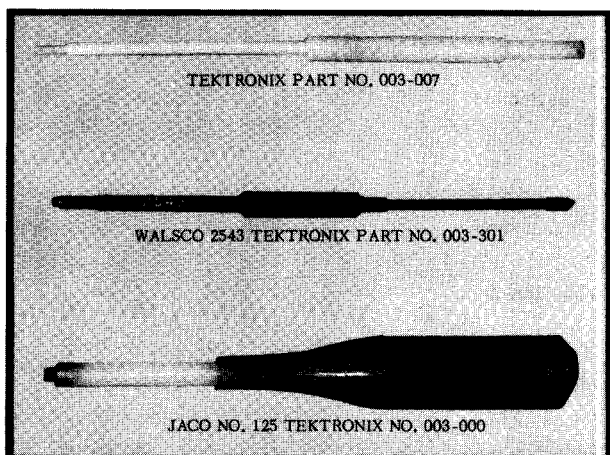 TEKTRONIX PART NO. 003-007
WALSCO 2543 TEKTRONIX PART NO. 003-301
JACO NO. 125 TEKTRONIX NO. 003-000